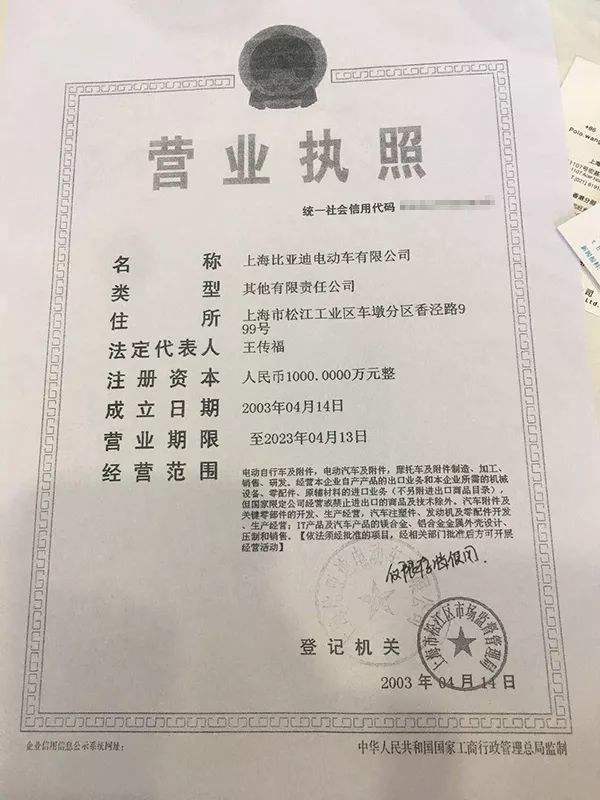 营业执照
统一社会信用代码
名称 上海比亚迪电动车有限公司
类型 其他有限责任公司
住所 上海市松江工业区车墩分区香泾路9
99号
法定代表人 王传福
注册资本 人民币1000.0000万元整
成立日期 2003年04月14日
营业期限 至2023年04月13日
经营范围 电动自行车及附件，电动汽车及附件，摩托车及附件制造、加工、
销售、研发。经营本企业自产产品的出口业务和本企业所需的机械
设备、零配件、原辅材料的进口业务（不另附进出口商品目录），
但国家限定公司经营或禁止进出口的商品及技术除外。汽车附件及
关键零部件的开发、生产经营，汽车注塑件、发动机及零配件开发
、生产经营；IT产品及汽车产品的镁合金、铝合金金属外壳设计、
压制和销售。【依法须经批准的项目，经相关部门批准后方可开展
经营活动】
登记机关
上海市松江区市场监督管理局
2003年04月14日
企业信用信息公示系统网址：
中华人民共和国国家工商行政管理总局监制
+86
Polo wang